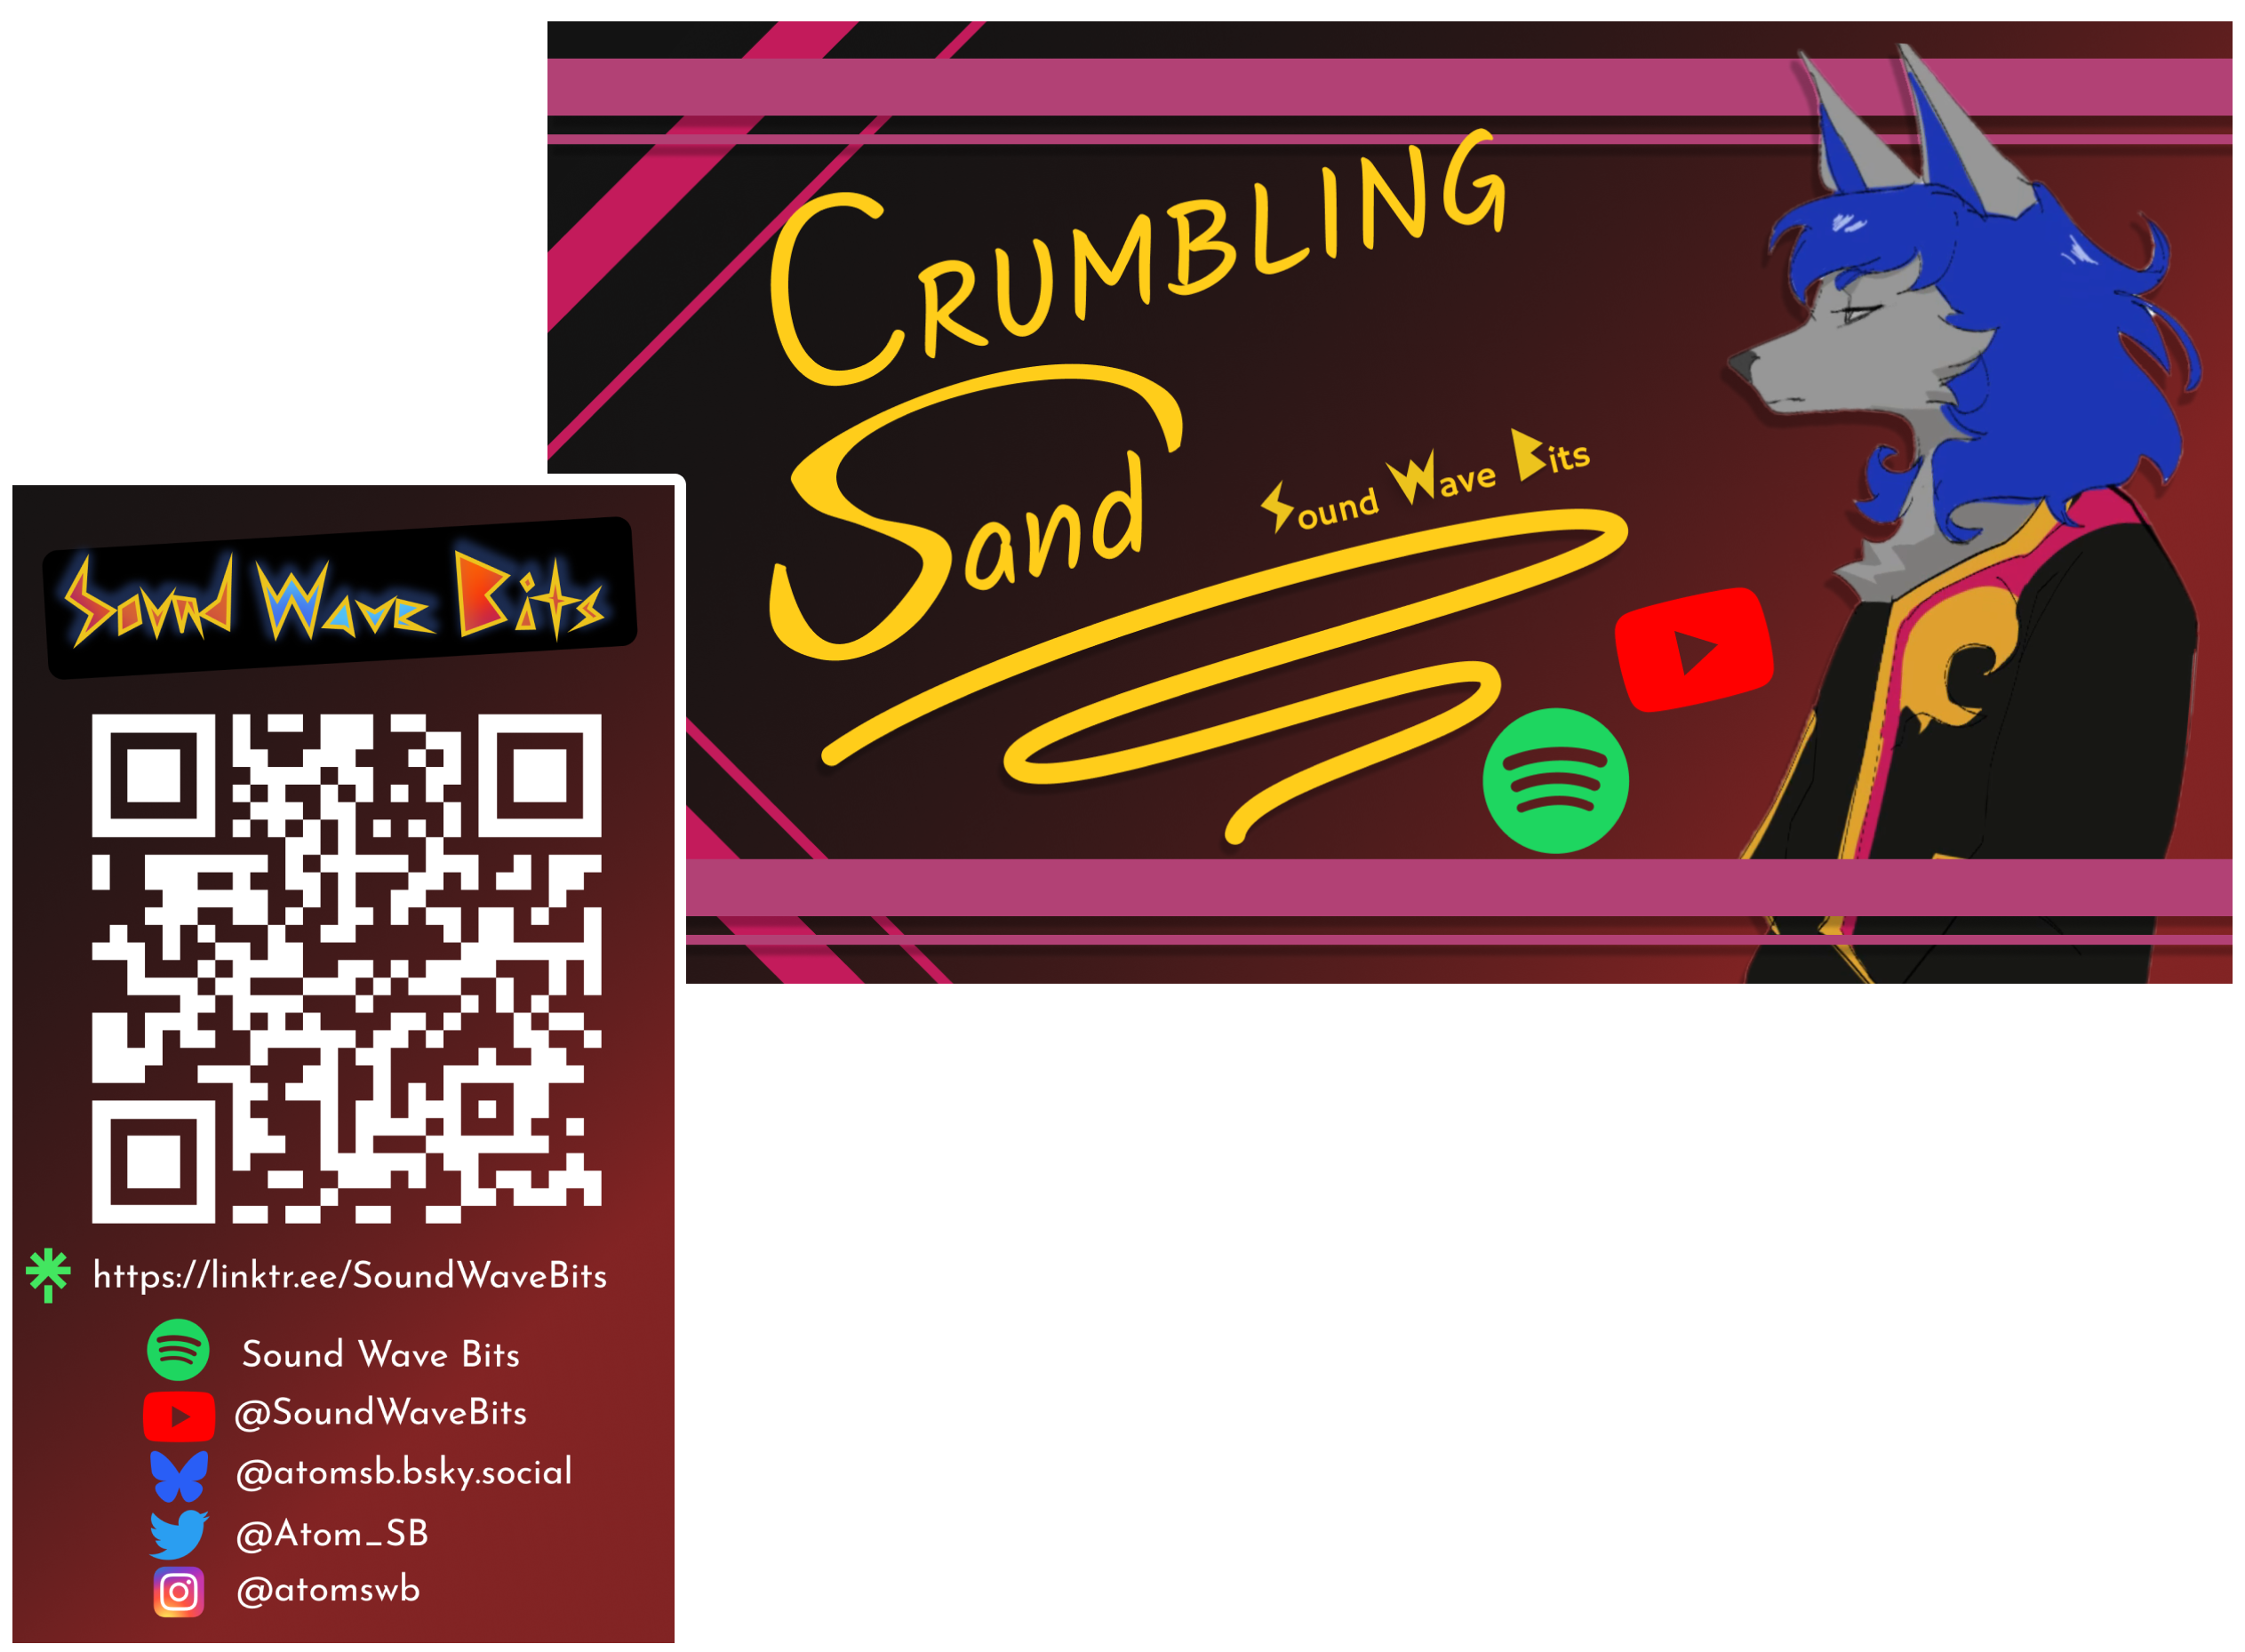 CRUMBLING
Sand
Sound Wave Bits
Sound Wave Bits
https://linktr.ee/SoundWaveBits
Sound Wave Bits
@SoundWaveBits
@atomsb.bsky.social
@Atom_SB
@atomswb